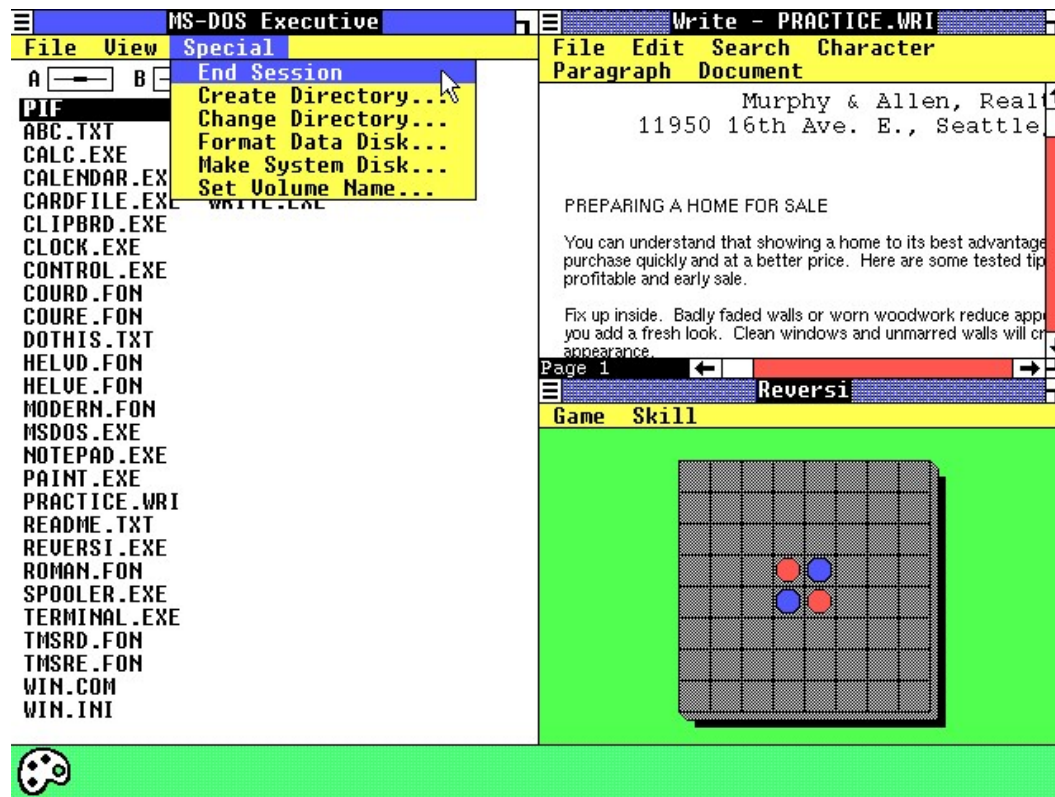 MS-DOS Executive
File View Special
A B
End Session
Create Directory...
Change Directory...
Format Data Disk...
Make System Disk...
Set Volume Name...
PIF
ABC.TXT
CALC.EXE
CALENDAR.EX
CARDFILE.EXE WRITE.EXE
CLIPBRD.EXE
CLOCK.EXE
CONTROL.EXE
COURD.FON
COURE.FON
DOTHIS.TXT
HELVD.FON
HELVE.FON
MODERN.FON
MSDOS.EXE
NOTEPAD.EXE
PAINT.EXE
PRACTICE.WRI
README.TXT
REVERSI.EXE
ROMAN.FON
SPOOLER.EXE
TERMINAL.EXE
TMSRD.FON
TMSRE.FON
WIN.COM
WIN.INI
Write - PRACTICE.WRI
File Edit Search Character
Paragraph Document
Murphy & Allen, Realt
11950 16th Ave. E., Seattle,
PREPARING A HOME FOR SALE
You can understand that showing a home to its best advantage
purchase quickly and at a better price. Here are some tested tip
profitable and early sale.
Fix up inside. Badly faded walls or worn woodwork reduce appe
you add a fresh look. Clean windows and unmarred walls will cr
appearance.
Page 1
Reversi
Game Skill